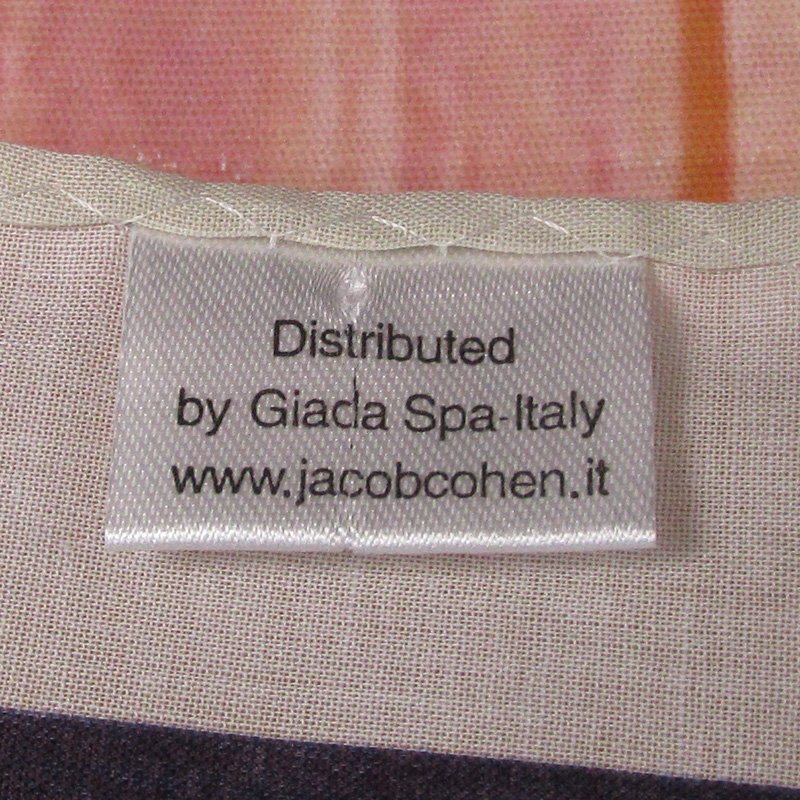 Distributed
by Giada Spa-Italy
www.jacobcohen.it